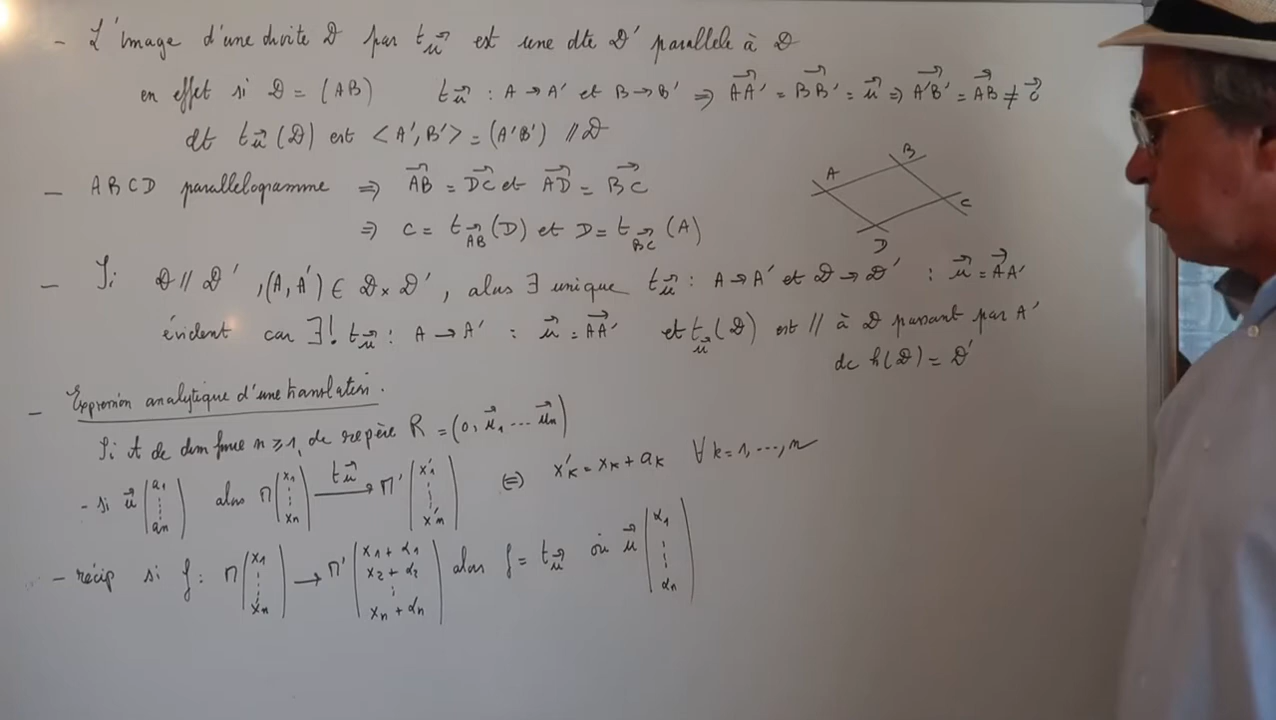 - L'image d'une droite 𝒟 par t_u⃗ est une dte 𝒟' parallèle à 𝒟
en effet si 𝒟 = (AB) t_u⃗ : A → A' et B → B' ⇒ AA'⃗ = BB'⃗ = u⃗ ⇒ A'B'⃗ = AB⃗ ≠ 0⃗
dt t_u⃗(𝒟) est <A', B'> = (A'B') // 𝒟
- ABCD parallélogramme ⇒ AB⃗ = DC⃗ et AD⃗ = BC⃗
⇒ C = t_AB⃗(D) et D = t_BC⃗(A)
A B C D
- Si 𝒟 // 𝒟', (A, A') ∈ 𝒟 × 𝒟', alors ∃ unique t_u⃗ : A → A' et 𝒟 → 𝒟' : u⃗ = AA'⃗
évident car ∃! t_u⃗ : A → A' : u⃗ = AA'⃗ et t_u⃗(𝒟) est // à 𝒟 passant par A'
dc h(𝒟) = 𝒟'
- Expression analytique d'une translation.
Si A de dim finie n ≥ 1, de repère R = (0, u⃗₁ ... u⃗n)
- si u⃗ (a₁ ⋮ an) alors M (x₁ ⋮ xn) —t_u⃗→ M' (x'₁ ⋮ x'n) ⇔ x'k = xk + ak ∀ k = 1, ..., n
- récip si f : M (x₁ ⋮ xn) → M' (x₁ + α₁ x₂ + α₂ ⋮ xn + αn) alors f = t_u⃗ où u⃗ (α₁ ⋮ αn)